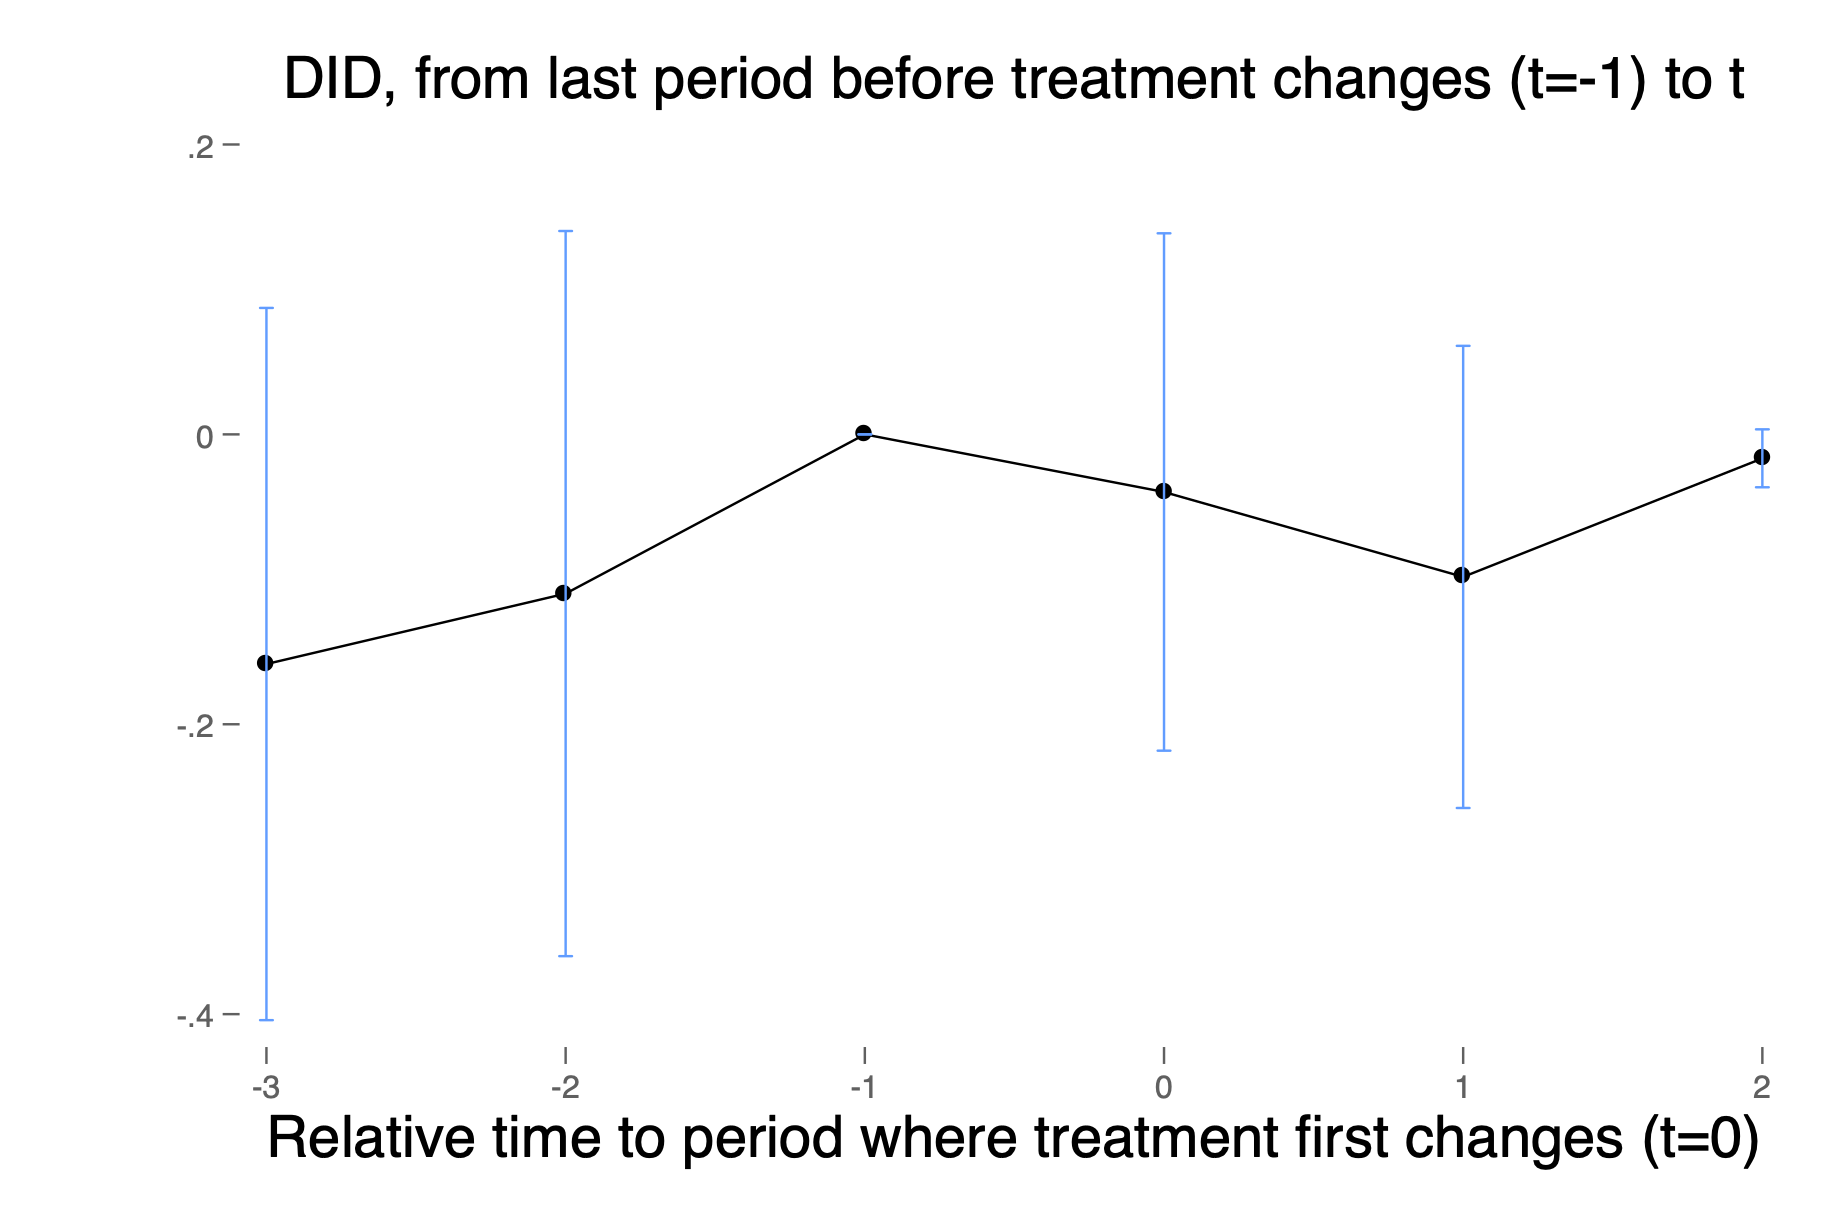 DID, from last period before treatment changes (t=-1) to t
.2
0
-.2
-.4
-3 -2 -1 0 1 2
Relative time to period where treatment first changes (t=0)